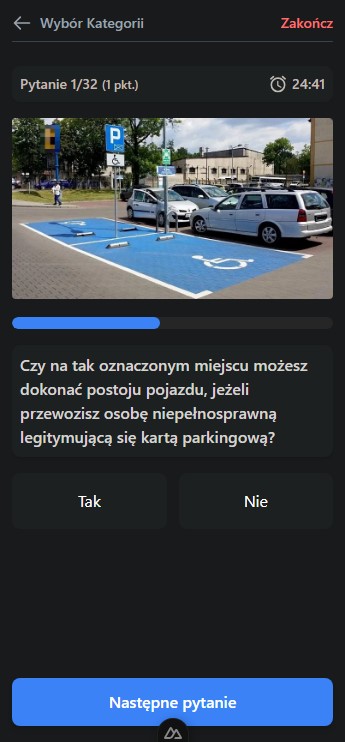 Wybór Kategorii
Zakończ
Pytanie 1/32 (1 pkt.)
24:41
P
Czy na tak oznaczonym miejscu możesz
dokonać postoju pojazdu, jeżeli
przewozisz osobę niepełnosprawną
legitymującą się kartą parkingową?
Tak
Nie
Następne pytanie